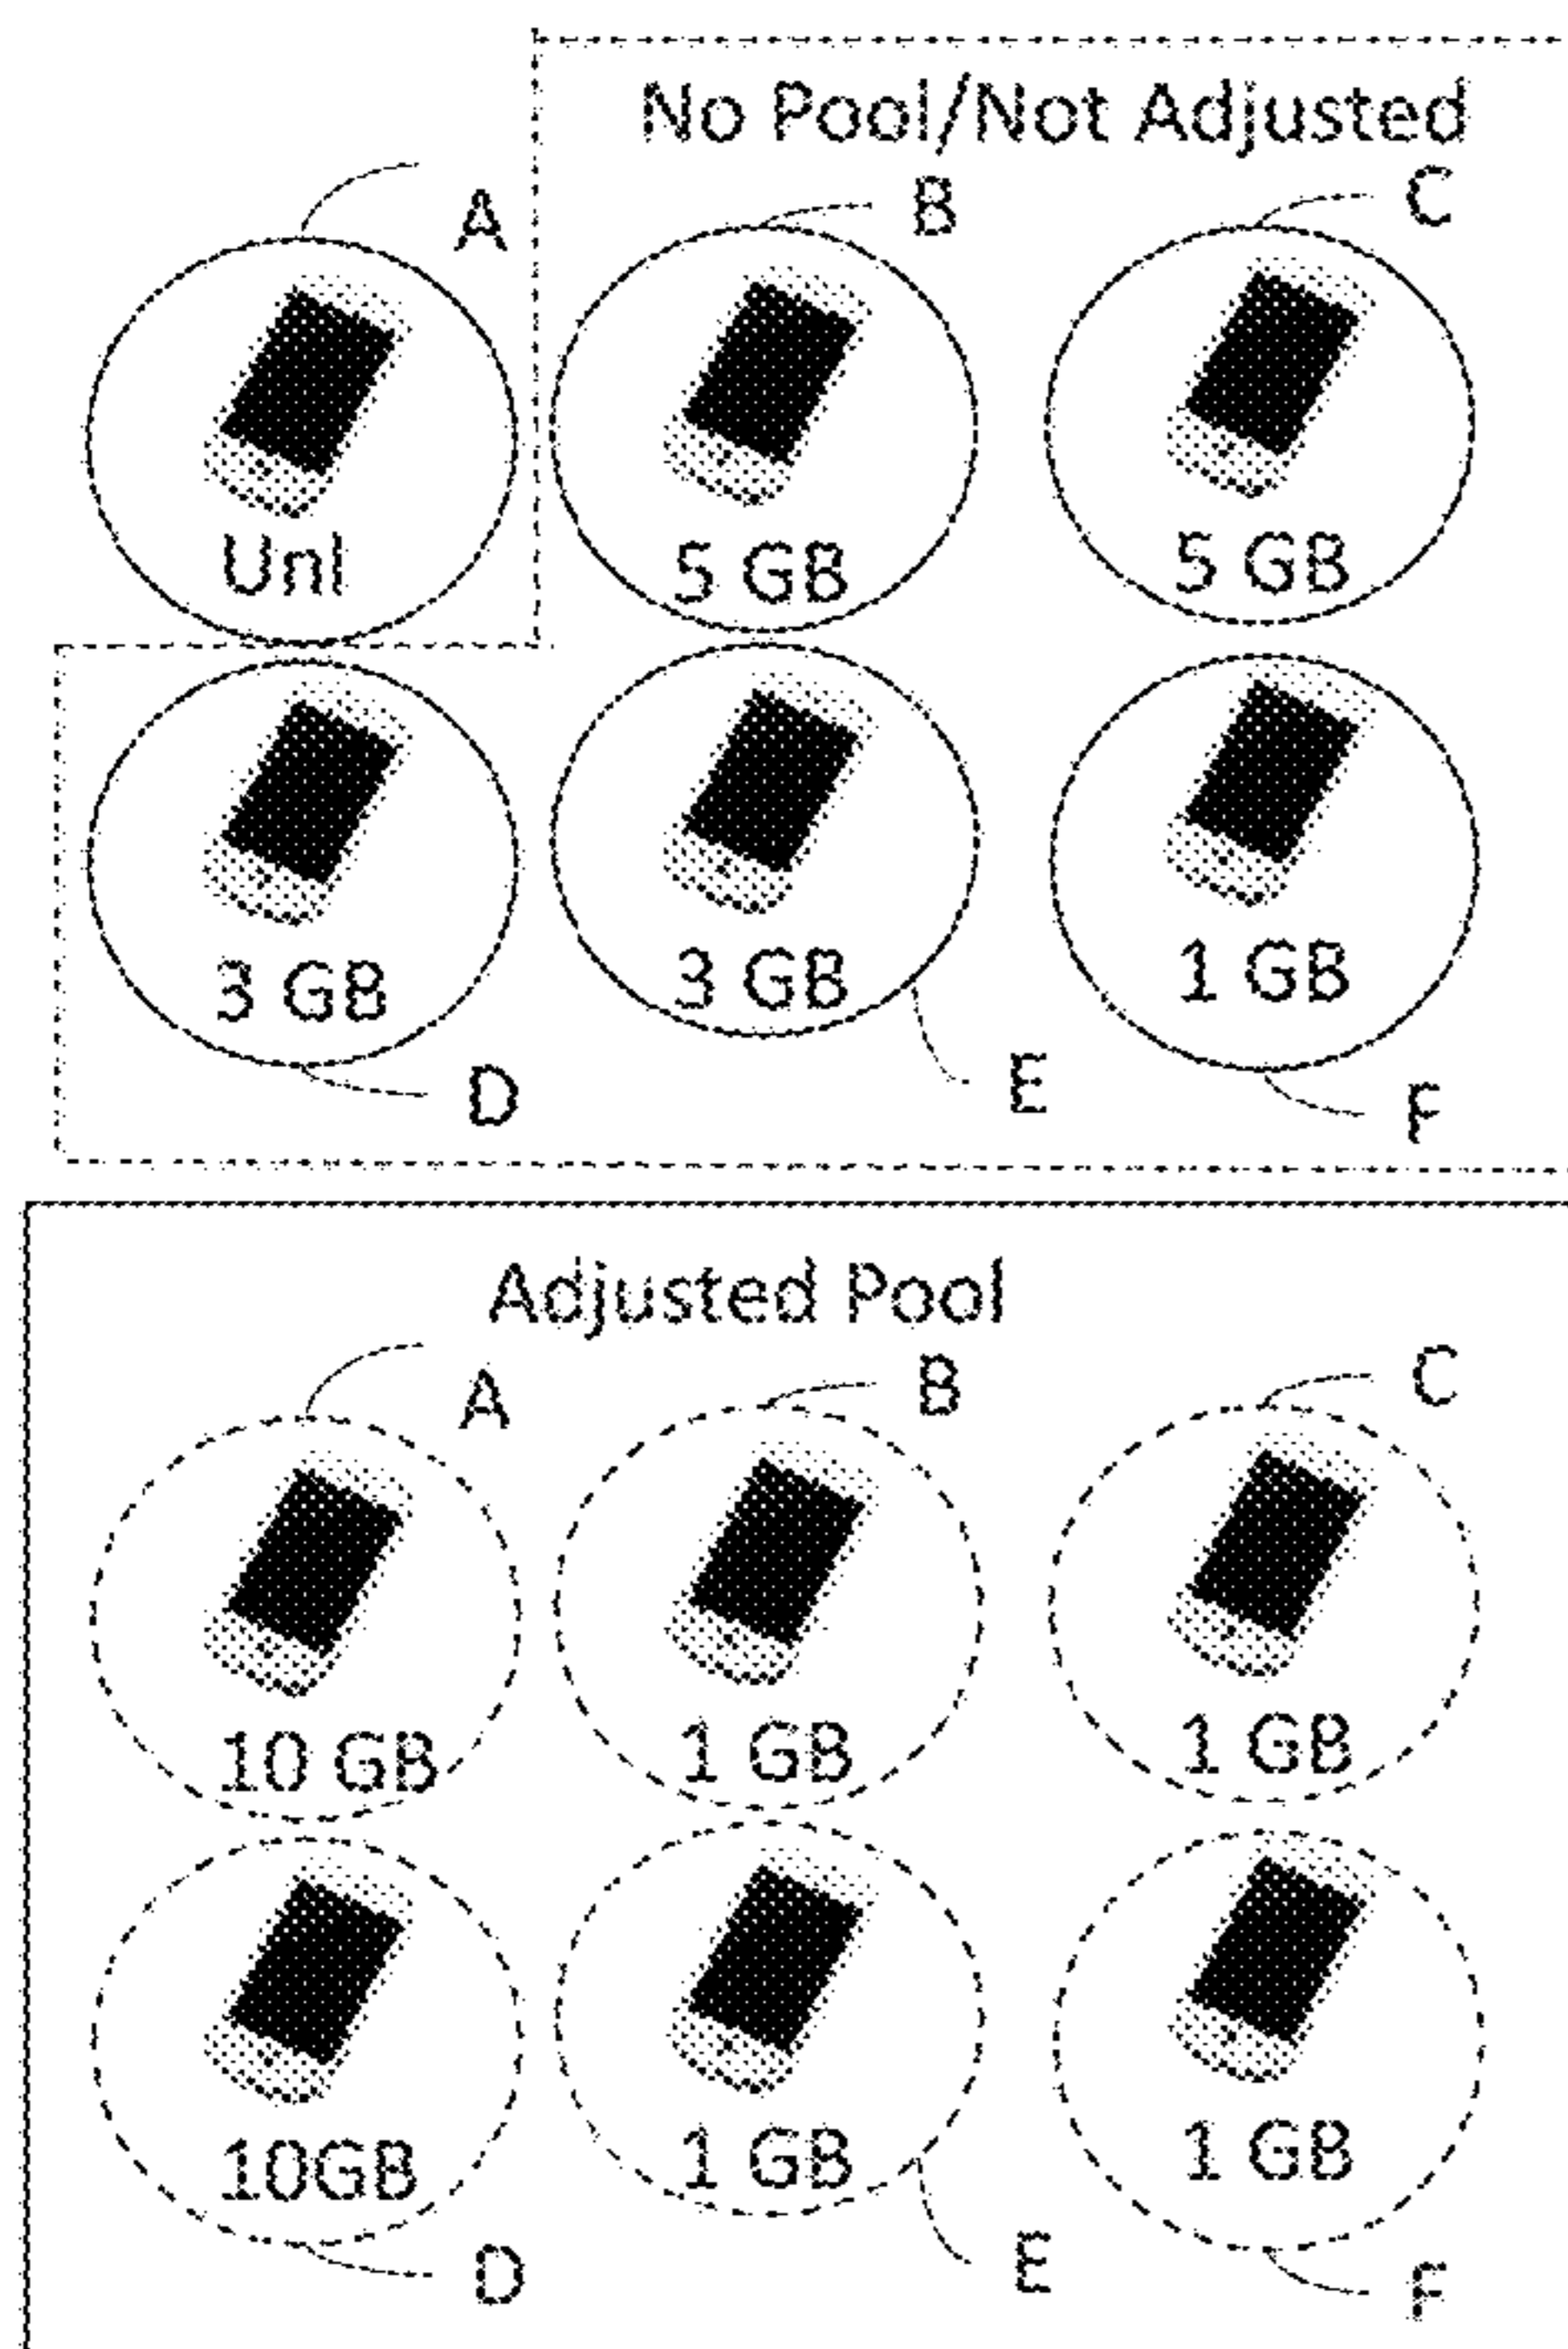 No Pool/Not Adjusted
A B C
Unl 5 GB 5 GB
3 GB 3 GB 1 GB
D E F
Adjusted Pool
A B C
10 GB 1 GB 1 GB
10GB 1 GB 1 GB
D E F